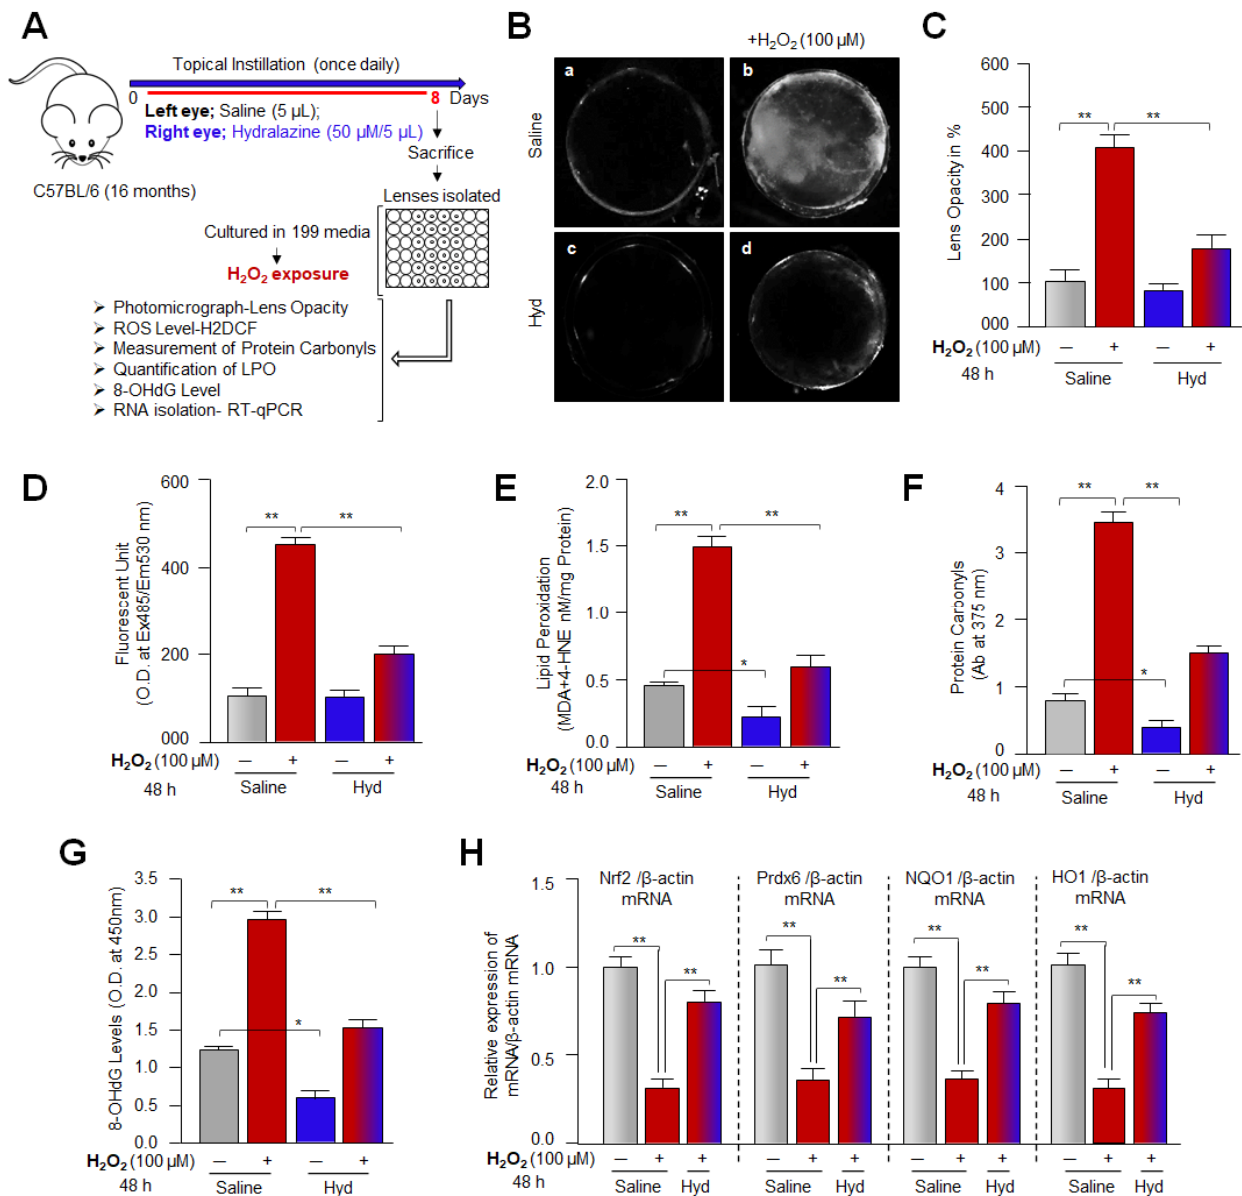 A
Topical Instillation (once daily)
0
8 Days
Left eye; Saline (5 µL);
Right eye; Hydralazine (50 µM/5 µL)
Sacrifice
C57BL/6 (16 months)
Lenses isolated
Cultured in 199 media
H₂O₂ exposure
➢ Photomicrograph-Lens Opacity
➢ ROS Level-H2DCF
➢ Measurement of Protein Carbonyls
➢ Quantification of LPO
➢ 8-OHdG Level
➢ RNA isolation- RT-qPCR
B
+H₂O₂ (100 µM)
a
b
Saline
c
d
Hyd
C
Lens Opacity in %
600
500
400
300
200
100
000
** **
H₂O₂ (100 µM) — + — +
48 h
Saline Hyd
D
Fluorescent Unit
(O.D. at Ex485/Em530 nm)
600
400
200
000
** **
H₂O₂ (100 µM) — + — +
48 h
Saline Hyd
E
Lipid Peroxidation
(MDA+4-HNE nM/mg Protein)
2.0
1.5
1.0
0.5
0.0
** **
*
H₂O₂ (100 µM) — + — +
48 h
Saline Hyd
F
Protein Carbonyls
(Ab at 375 nm)
4
3
2
1
0
** **
*
H₂O₂ (100 µM) — + — +
48 h
Saline Hyd
G
8-OHdG Levels (O.D. at 450nm)
3.5
3.0
2.5
2.0
1.5
1.0
0.5
0.0
** **
*
H₂O₂ (100 µM) — + — +
48 h
Saline Hyd
H
Relative expression of
mRNA/β-actin mRNA
1.5
1.0
0.5
0.0
Nrf2 /β-actin
mRNA
** **
Prdx6 /β-actin
mRNA
** **
NQO1 /β-actin
mRNA
** **
HO1 /β-actin
mRNA
** **
H₂O₂ (100 µM) — + + — + + — + + — + +
48 h
Saline Hyd Saline Hyd Saline Hyd Saline Hyd